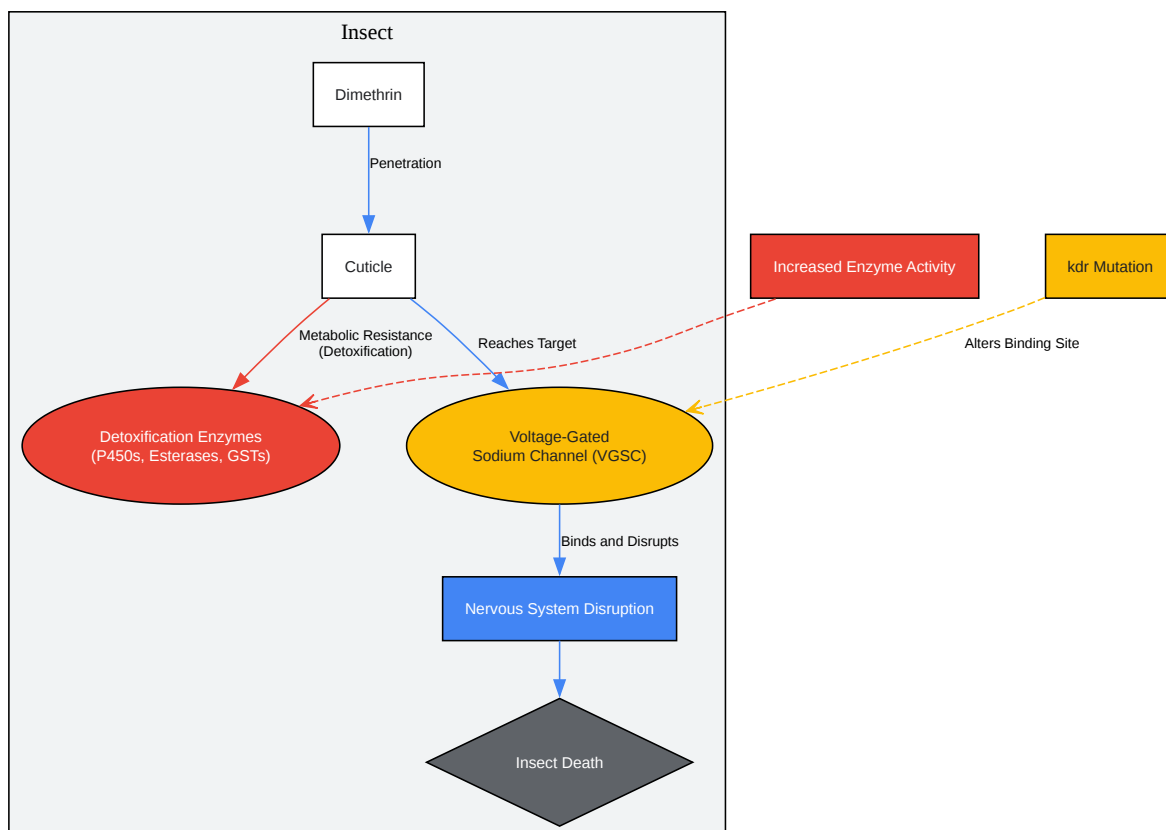 Insect
Dimethrin
Penetration
Cuticle
Increased Enzyme Activity
kdr Mutation
Metabolic Resistance
(Detoxification)
Reaches Target
Alters Binding Site
Detoxification Enzymes
(P450s, Esterases, GSTs)
Voltage-Gated
Sodium Channel (VGSC)
Binds and Disrupts
Nervous System Disruption
Insect Death